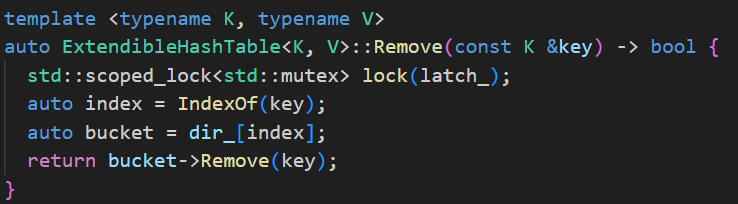 template <typename K, typename V>
auto ExtendibleHashTable<K, V>::Remove(const K &key) -> bool {
  std::scoped_lock<std::mutex> lock(latch_);
  auto index = IndexOf(key);
  auto bucket = dir_[index];
  return bucket->Remove(key);
}